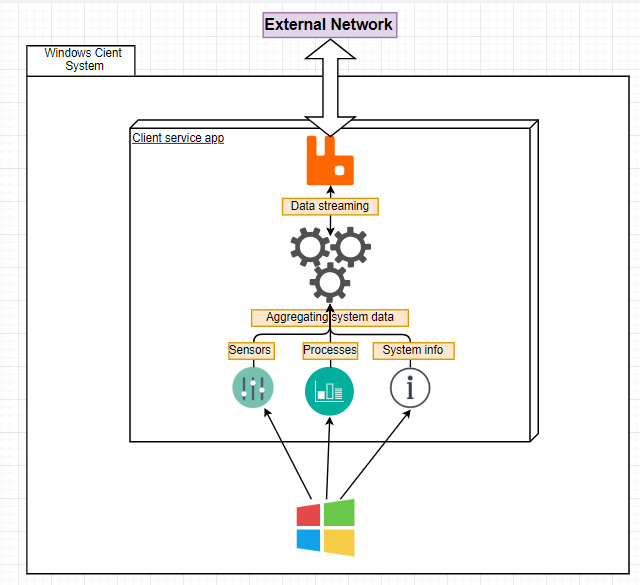 External Network
Windows Cient
System
Client service app
Data streaming
Aggregating system data
Sensors
Processes
System info
i